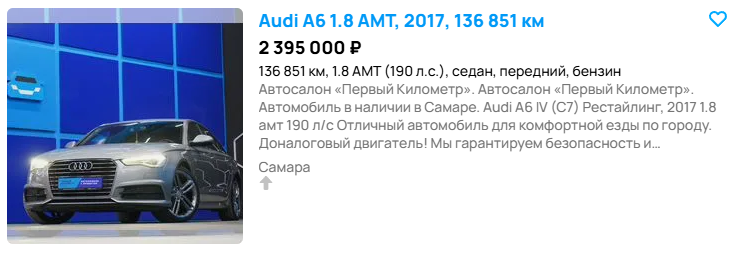 Audi A6 1.8 AMT, 2017, 136 851 км
2 395 000 ₽
136 851 км, 1.8 AMT (190 л.с.), седан, передний, бензин
Автосалон «Первый Километр». Автосалон «Первый Километр».
Автомобиль в наличии в Самаре. Audi A6 IV (C7) Рестайлинг, 2017 1.8
амт 190 л/с Отличный автомобиль для комфортной езды по городу.
Доналоговый двигатель! Мы гарантируем безопасность и...
Самара